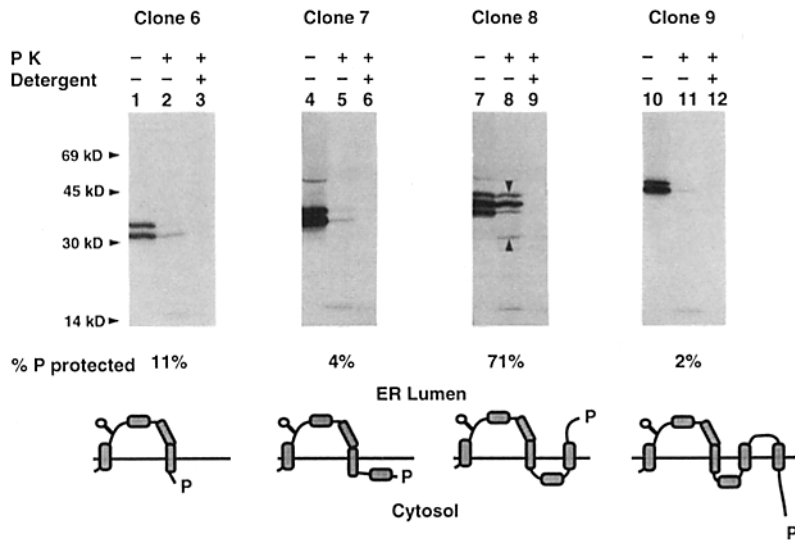 Clone 6 Clone 7 Clone 8 Clone 9
P K – + + – + + – + + – + +
Detergent – – + – – + – – + – – +
1 2 3 4 5 6 7 8 9 10 11 12
69 kD
45 kD
30 kD
14 kD
% P protected 11% 4% 71% 2%
ER Lumen
P
P
P
Cytosol
P